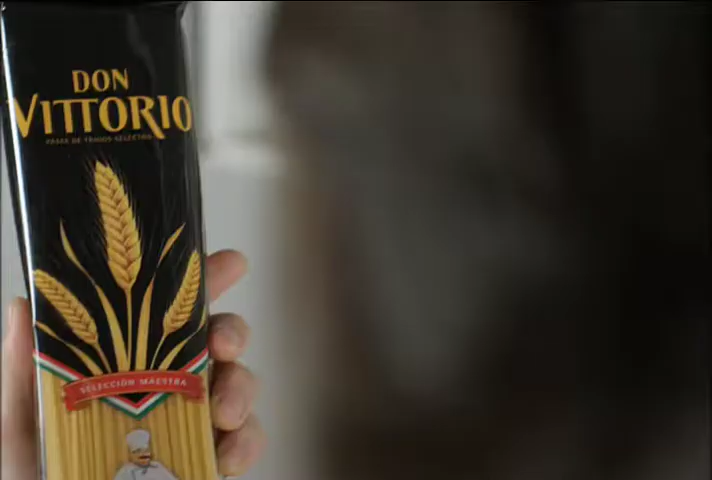 DON
VITTORIO
PASTA DE TRIGOS SELECTOS
SELECCIÓN MAESTRA